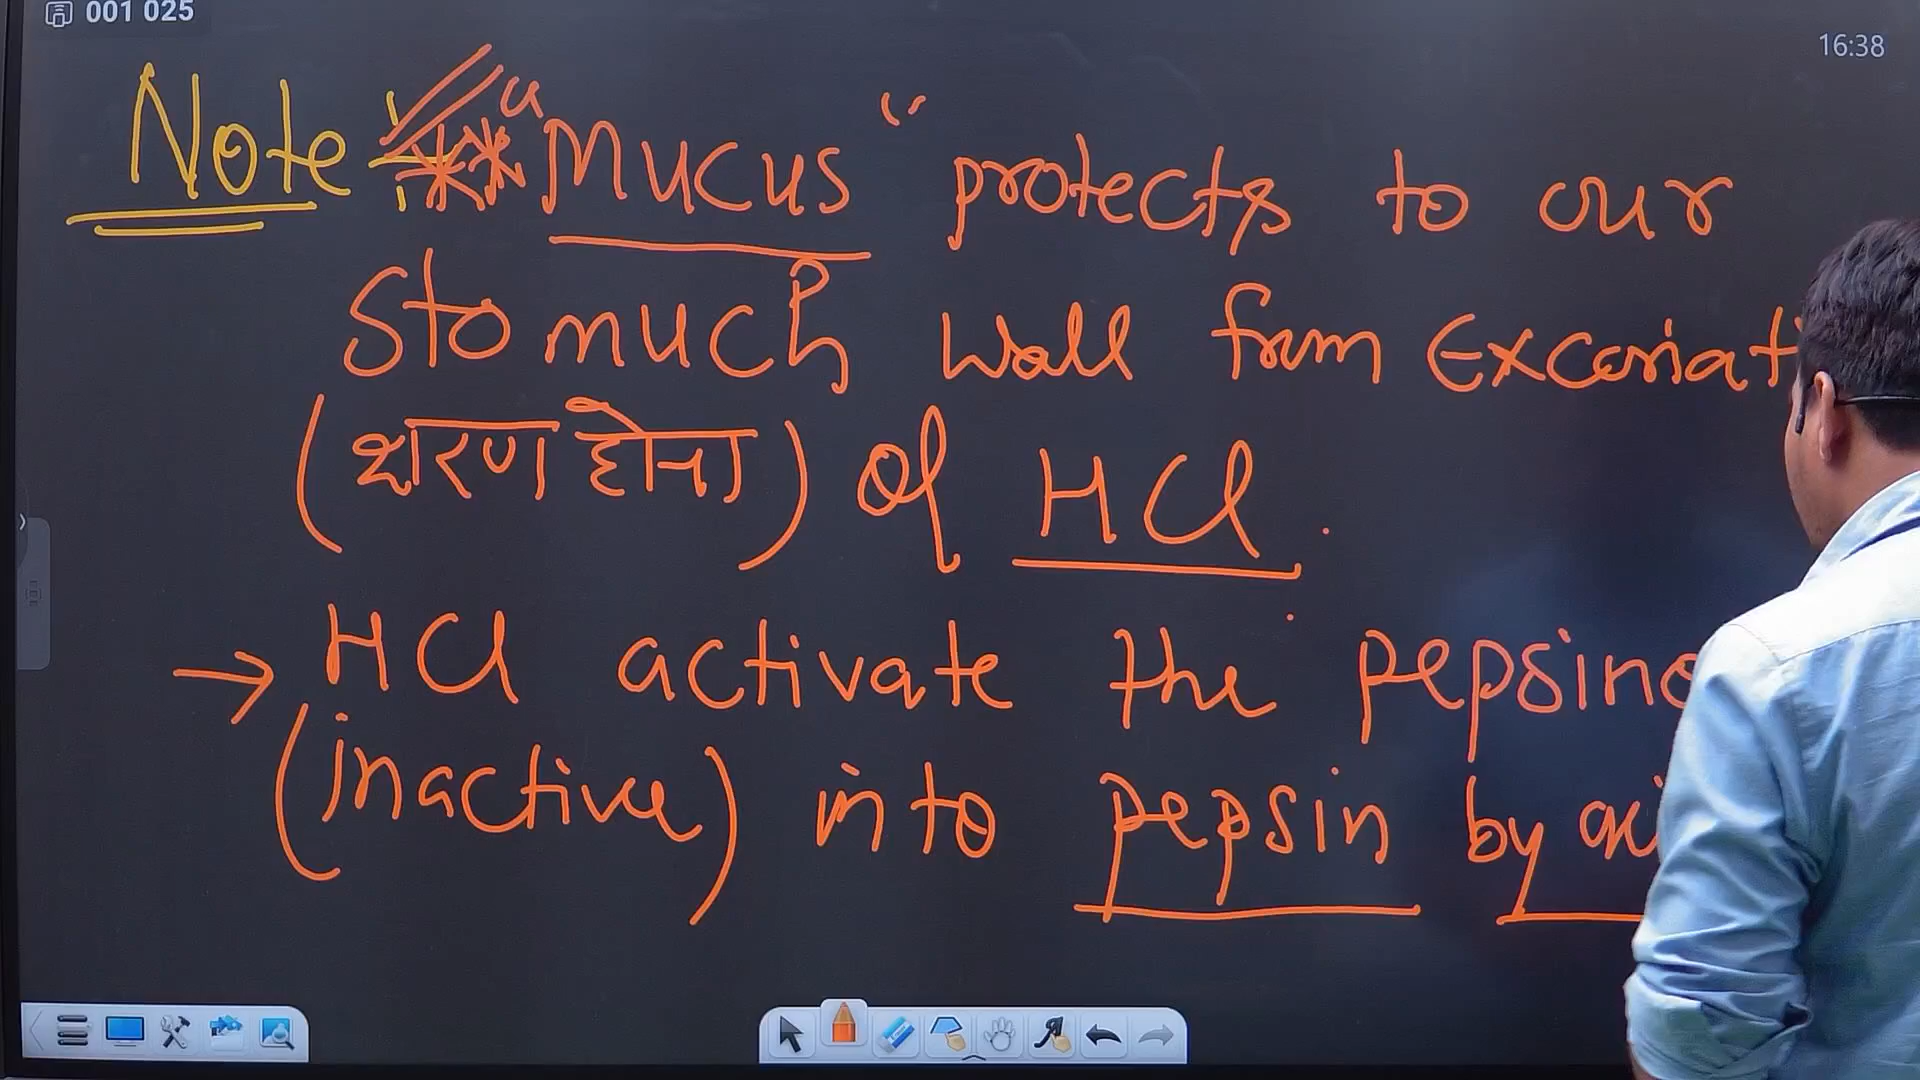 001 025
16:38
Note :- ** "Mucus" protects to our
Stomuch wall from Excoriat
(क्षरण होना) of HCl.
→ HCl activate the pepsino
(inactive) into pepsin by